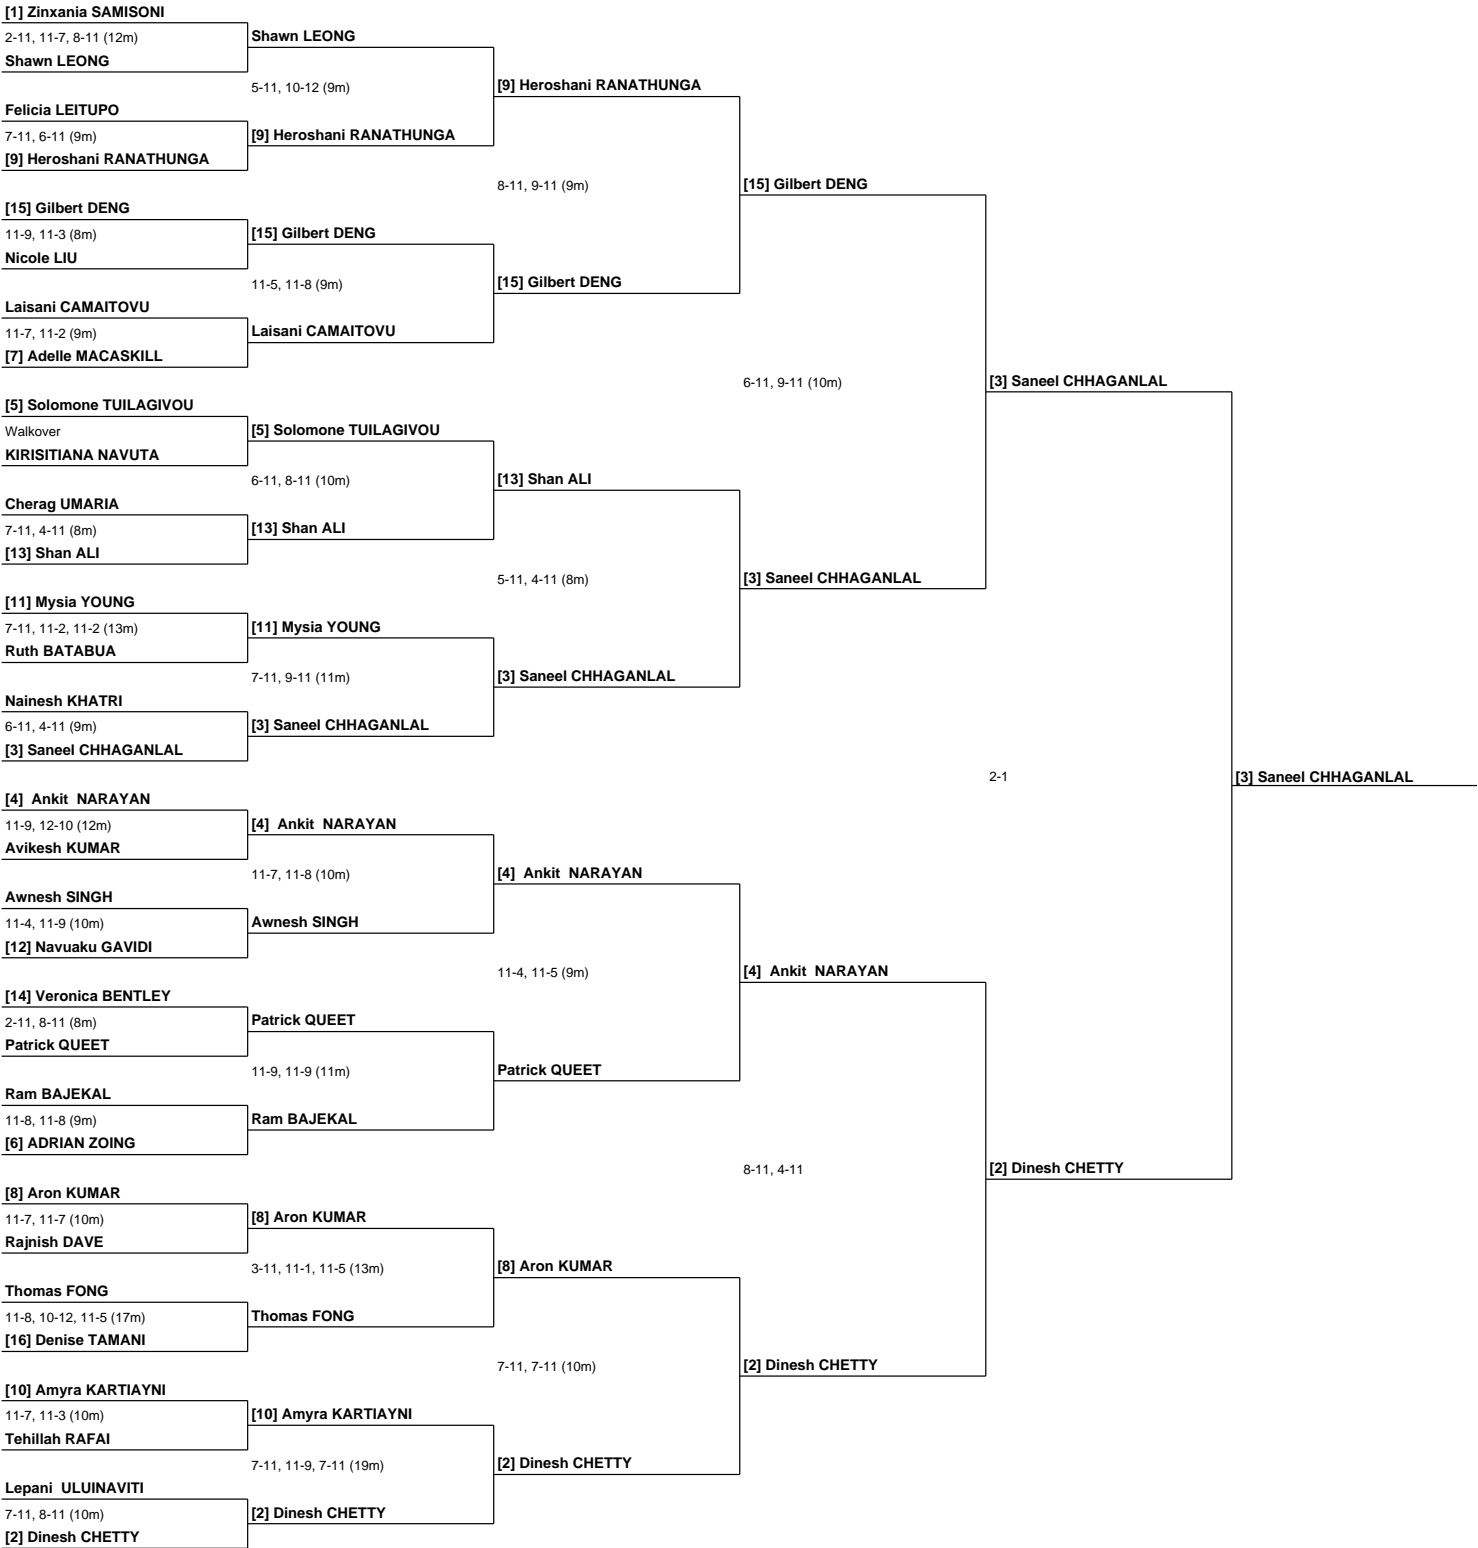 [1] Zinxania SAMISONI
2-11, 11-7, 8-11 (12m)
Shawn LEONG
Felicia LEITUPO
7-11, 6-11 (9m)
[9] Heroshani RANATHUNGA
[15] Gilbert DENG
11-9, 11-3 (8m)
Nicole LIU
Laisani CAMAITOVU
11-7, 11-2 (9m)
[7] Adelle MACASKILL
[5] Solomone TUILAGIVOU
Walkover
KIRISITIANA NAVUTA
Cherag UMARIA
7-11, 4-11 (8m)
[13] Shan ALI
[11] Mysia YOUNG
7-11, 11-2, 11-2 (13m)
Ruth BATABUA
Nainesh KHATRI
6-11, 4-11 (9m)
[3] Saneel CHHAGANLAL
[4]  Ankit  NARAYAN
11-9, 12-10 (12m)
Avikesh KUMAR
Awnesh SINGH
11-4, 11-9 (10m)
[12] Navuaku GAVIDI
[14] Veronica BENTLEY
2-11, 8-11 (8m)
Patrick QUEET
Ram BAJEKAL
11-8, 11-8 (9m)
[6] ADRIAN ZOING
[8] Aron KUMAR
11-7, 11-7 (10m)
Rajnish DAVE
Thomas FONG
11-8, 10-12, 11-5 (17m)
[16] Denise TAMANI
[10] Amyra KARTIAYNI
11-7, 11-3 (10m)
Tehillah RAFAI
Lepani  ULUINAVITI
7-11, 8-11 (10m)
[2] Dinesh CHETTY
Shawn LEONG
5-11, 10-12 (9m)
[9] Heroshani RANATHUNGA
[15] Gilbert DENG
11-5, 11-8 (9m)
Laisani CAMAITOVU
[5] Solomone TUILAGIVOU
6-11, 8-11 (10m)
[13] Shan ALI
[11] Mysia YOUNG
7-11, 9-11 (11m)
[3] Saneel CHHAGANLAL
[4]  Ankit  NARAYAN
11-7, 11-8 (10m)
Awnesh SINGH
Patrick QUEET
11-9, 11-9 (11m)
Ram BAJEKAL
[8] Aron KUMAR
3-11, 11-1, 11-5 (13m)
Thomas FONG
[10] Amyra KARTIAYNI
7-11, 11-9, 7-11 (19m)
[2] Dinesh CHETTY
[9] Heroshani RANATHUNGA
8-11, 9-11 (9m)
[15] Gilbert DENG
[13] Shan ALI
5-11, 4-11 (8m)
[3] Saneel CHHAGANLAL
[4]  Ankit  NARAYAN
11-4, 11-5 (9m)
Patrick QUEET
[8] Aron KUMAR
7-11, 7-11 (10m)
[2] Dinesh CHETTY
[15] Gilbert DENG
6-11, 9-11 (10m)
[3] Saneel CHHAGANLAL
[4]  Ankit  NARAYAN
8-11, 4-11
[2] Dinesh CHETTY
[3] Saneel CHHAGANLAL
2-1
[2] Dinesh CHETTY
[3] Saneel CHHAGANLAL